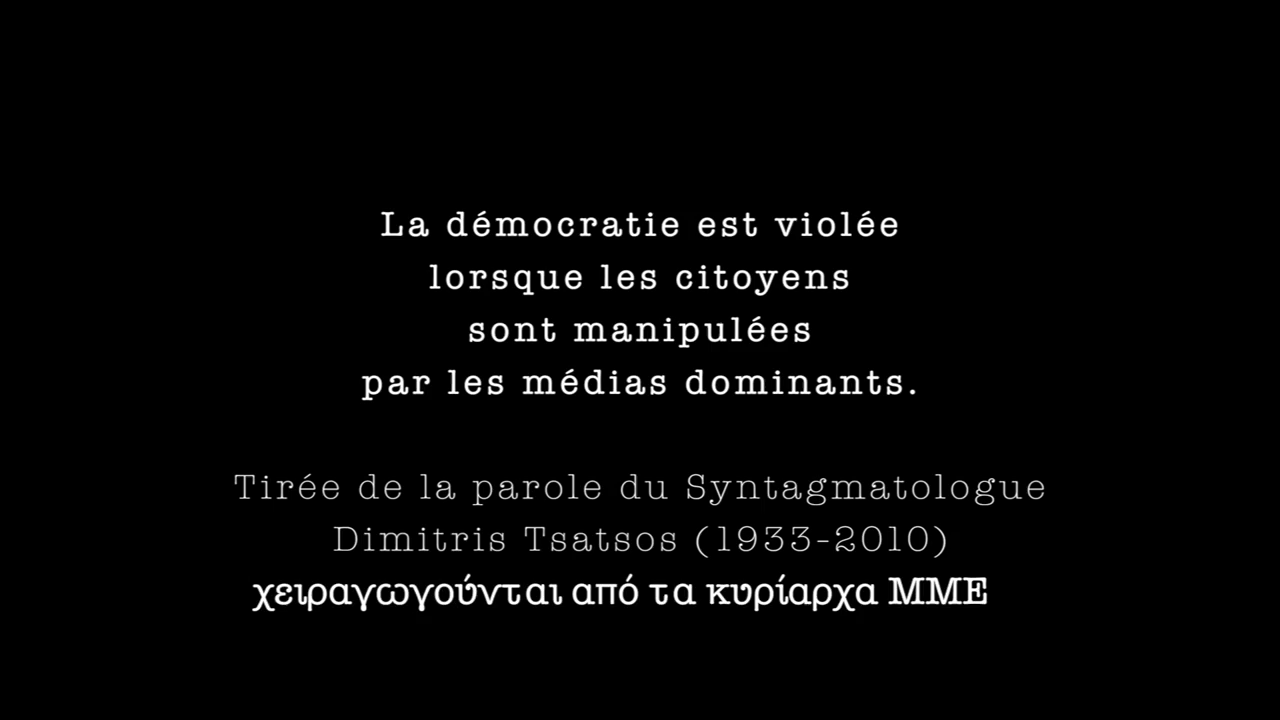 La démocratie est violée
lorsque les citoyens
sont manipulées
par les médias dominants.
Tirée de la parole du Syntagmatologue
Dimitris Tsatsos (1933-2010)
χειραγωγούνται από τα κυρίαρχα ΜΜΕ